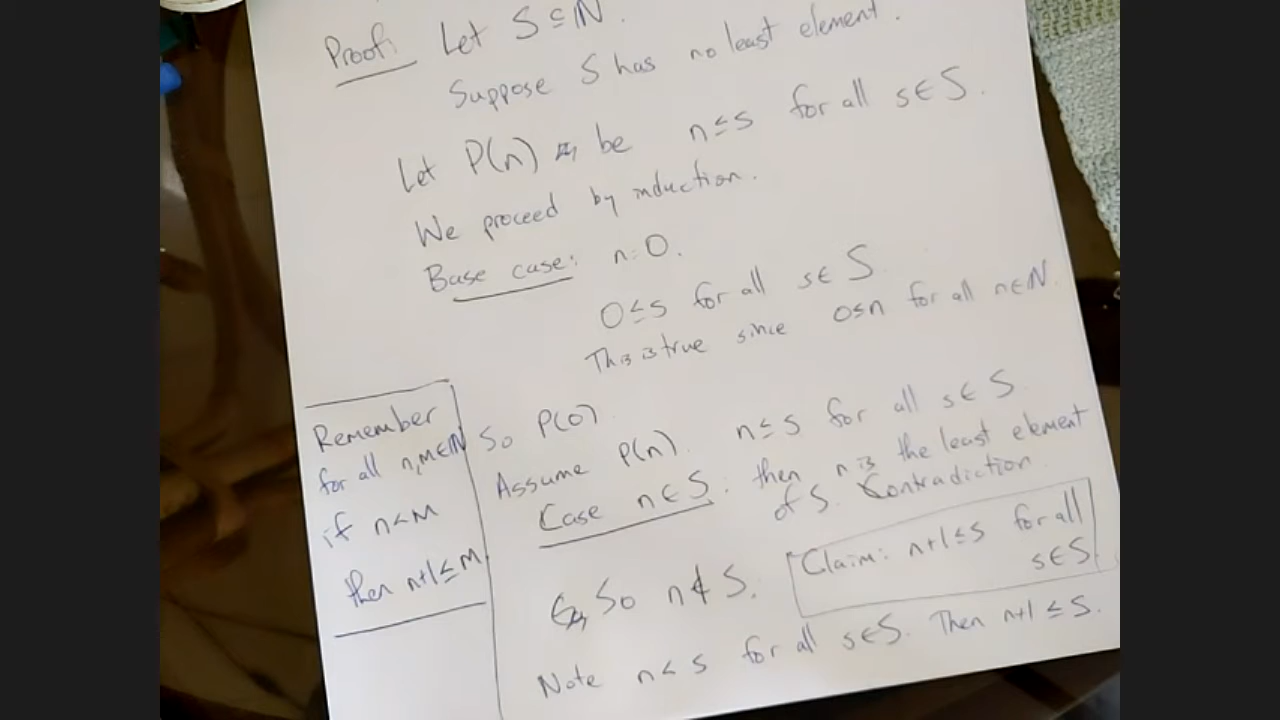 Proof: Let S ⊆ ℕ.
Suppose S has no least element.
Let P(n) be n ≤ s for all s ∈ S.
We proceed by induction.
Base case: n = 0.
0 ≤ s for all s ∈ S
This is true since 0 ≤ n for all n ∈ ℕ.
So P(0).
Assume P(n). n ≤ s for all s ∈ S.
Case n ∈ S: then n is the least element
of S. Contradiction
So n ∉ S.
Claim: n+1 ≤ s for all
s ∈ S
Note n < s for all s ∈ S. Then n+1 ≤ s.
Remember
for all n, m ∈ ℕ
if n < m
then n+1 ≤ m